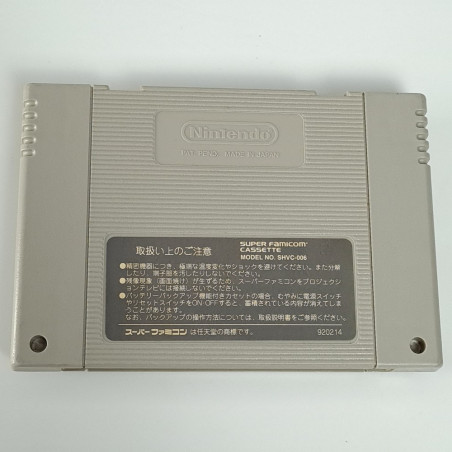 Nintendo
PAT. PEND. MADE IN JAPAN
取扱い上のご注意
SUPER FAMICOM
CASSETTE
MODEL NO. SHVC-006
●精密機器につき、極端な温度変化やショックを避けてください。また分解
したり、端子部を汚したりしないでください。
●残像現象（画面焼け）が生ずるため、スーパーファミコンをプロジェクシ
ョンテレビには接続しないでください。
●バッテリーバックアップ機能付きカセットの場合、むやみに電源スイッチ
やリセットスイッチをON/OFFすると、蓄積されている内容が消えてしま
うことがあります。
なお、バックアップの操作方法については、取扱説明書をご参照ください。
スーパーファミコン は任天堂の商標です。
920214